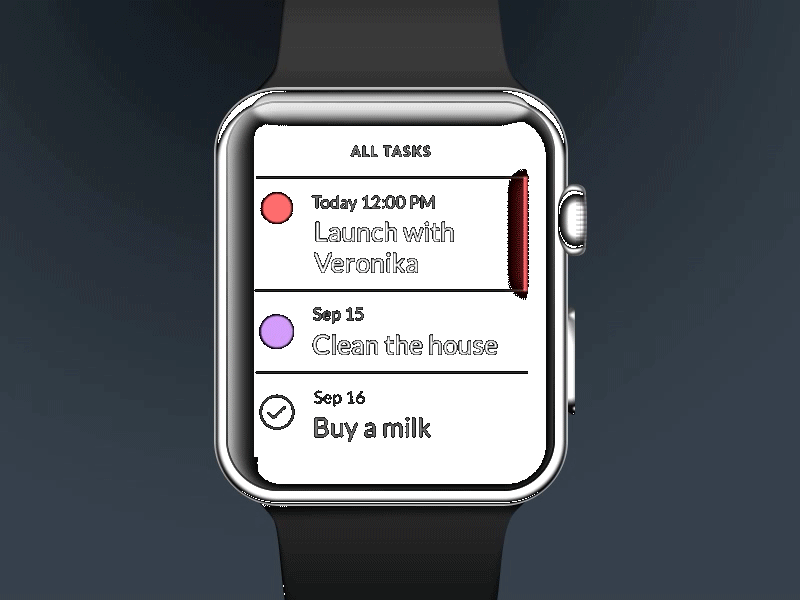 ALL TASKS
Today 12:00 PM
Launch with
Veronika
Sep 15
Clean the house
Sep 16
Buy a milk